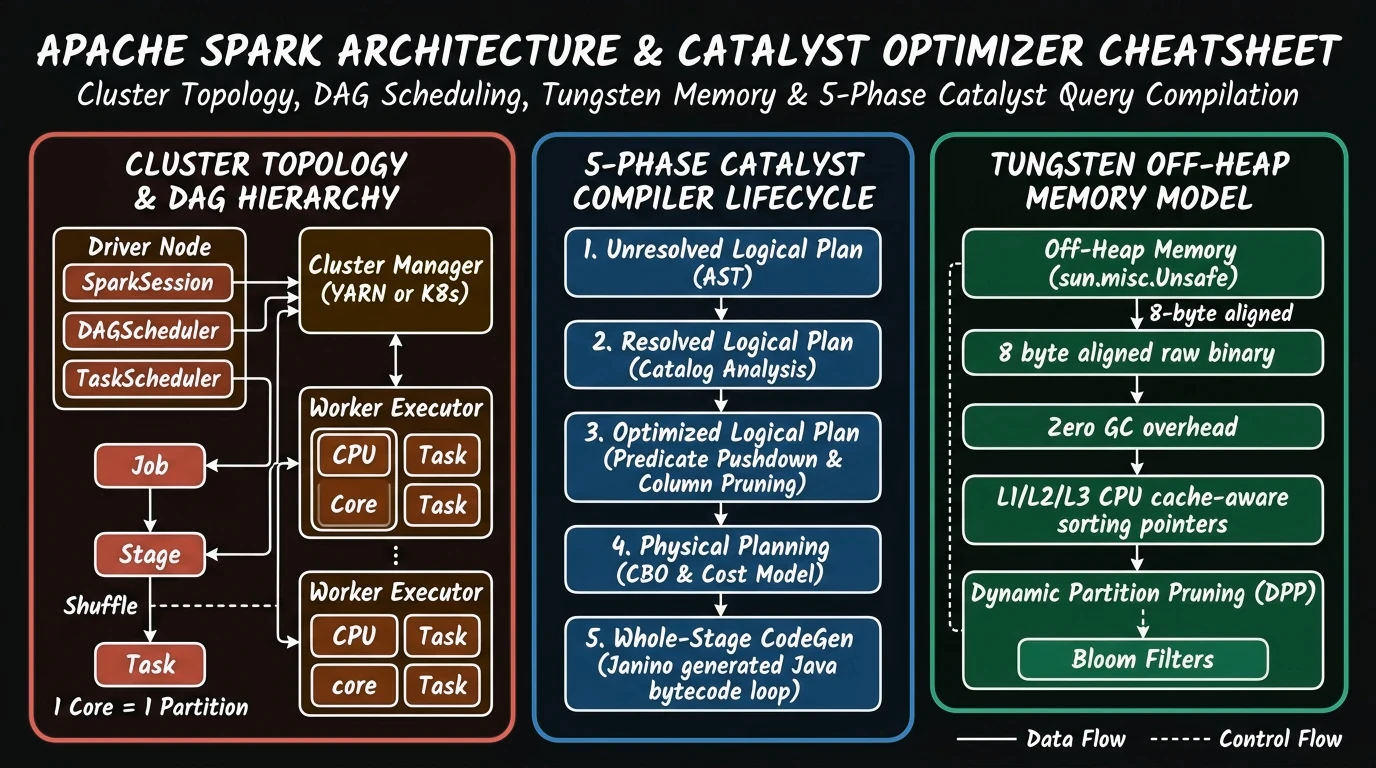 APACHE SPARK ARCHITECTURE & CATALYST OPTIMIZER CHEATSHEET
Cluster Topology, DAG Scheduling, Tungsten Memory & 5-Phase Catalyst Query Compilation
CLUSTER TOPOLOGY
& DAG HIERARCHY
Driver Node
SparkSession
DAGScheduler
TaskScheduler
Cluster Manager
(YARN or K8s)
Job
Stage
Shuffle
Task
1 Core = 1 Partition
Worker Executor
CPU
Task
Core
Task
Worker Executor
CPU
Task
core
Task
5-PHASE CATALYST
COMPILER LIFECYCLE
1. Unresolved Logical Plan
(AST)
2. Resolved Logical Plan
(Catalog Analysis)
3. Optimized Logical Plan
(Predicate Pushdown &
Column Pruning)
4. Physical Planning
(CBO & Cost Model)
5. Whole-Stage CodeGen
(Janino generated Java
bytecode loop)
TUNGSTEN OFF-HEAP
MEMORY MODEL
Off-Heap Memory
(sun.misc.Unsafe)
8-byte aligned
8 byte aligned raw binary
Zero GC overhead
L1/L2/L3 CPU cache-aware
sorting pointers
Dynamic Partition Pruning (DPP)
Bloom Filters
Data Flow
Control Flow